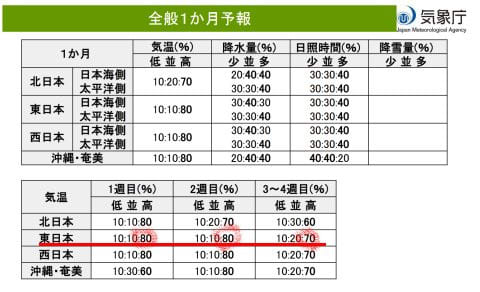 全般1か月予報
気象庁
Japan Meteorological Agency
1か月 気温(%) 降水量(%) 日照時間(%) 降雪量(%)
低 並 高 少 並 多 少 並 多 少 並 多
北日本 日本海側 10:20:70 20:40:40 30:30:40
太平洋側 30:30:40 30:30:40
東日本 日本海側 10:10:80 30:40:30 30:30:40
太平洋側 30:30:40 30:30:40
西日本 日本海側 10:10:80 30:40:30 30:30:40
太平洋側 30:30:40 30:30:40
沖縄・奄美 10:10:80 20:40:40 40:40:20
気温 1週目(%) 2週目(%) 3～4週目(%)
低 並 高 低 並 高 低 並 高
北日本 10:10:80 10:20:70 10:30:60
東日本 10:10:80 10:10:80 10:20:70
西日本 10:10:80 10:10:80 10:20:70
沖縄・奄美 10:30:60 10:10:80 10:20:70